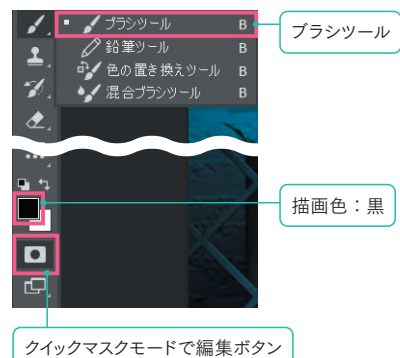 ブラシツール B
鉛筆ツール B
色の置き換えツール B
混合ブラシツール B
ブラシツール
描画色：黒
クイックマスクモードで編集ボタン